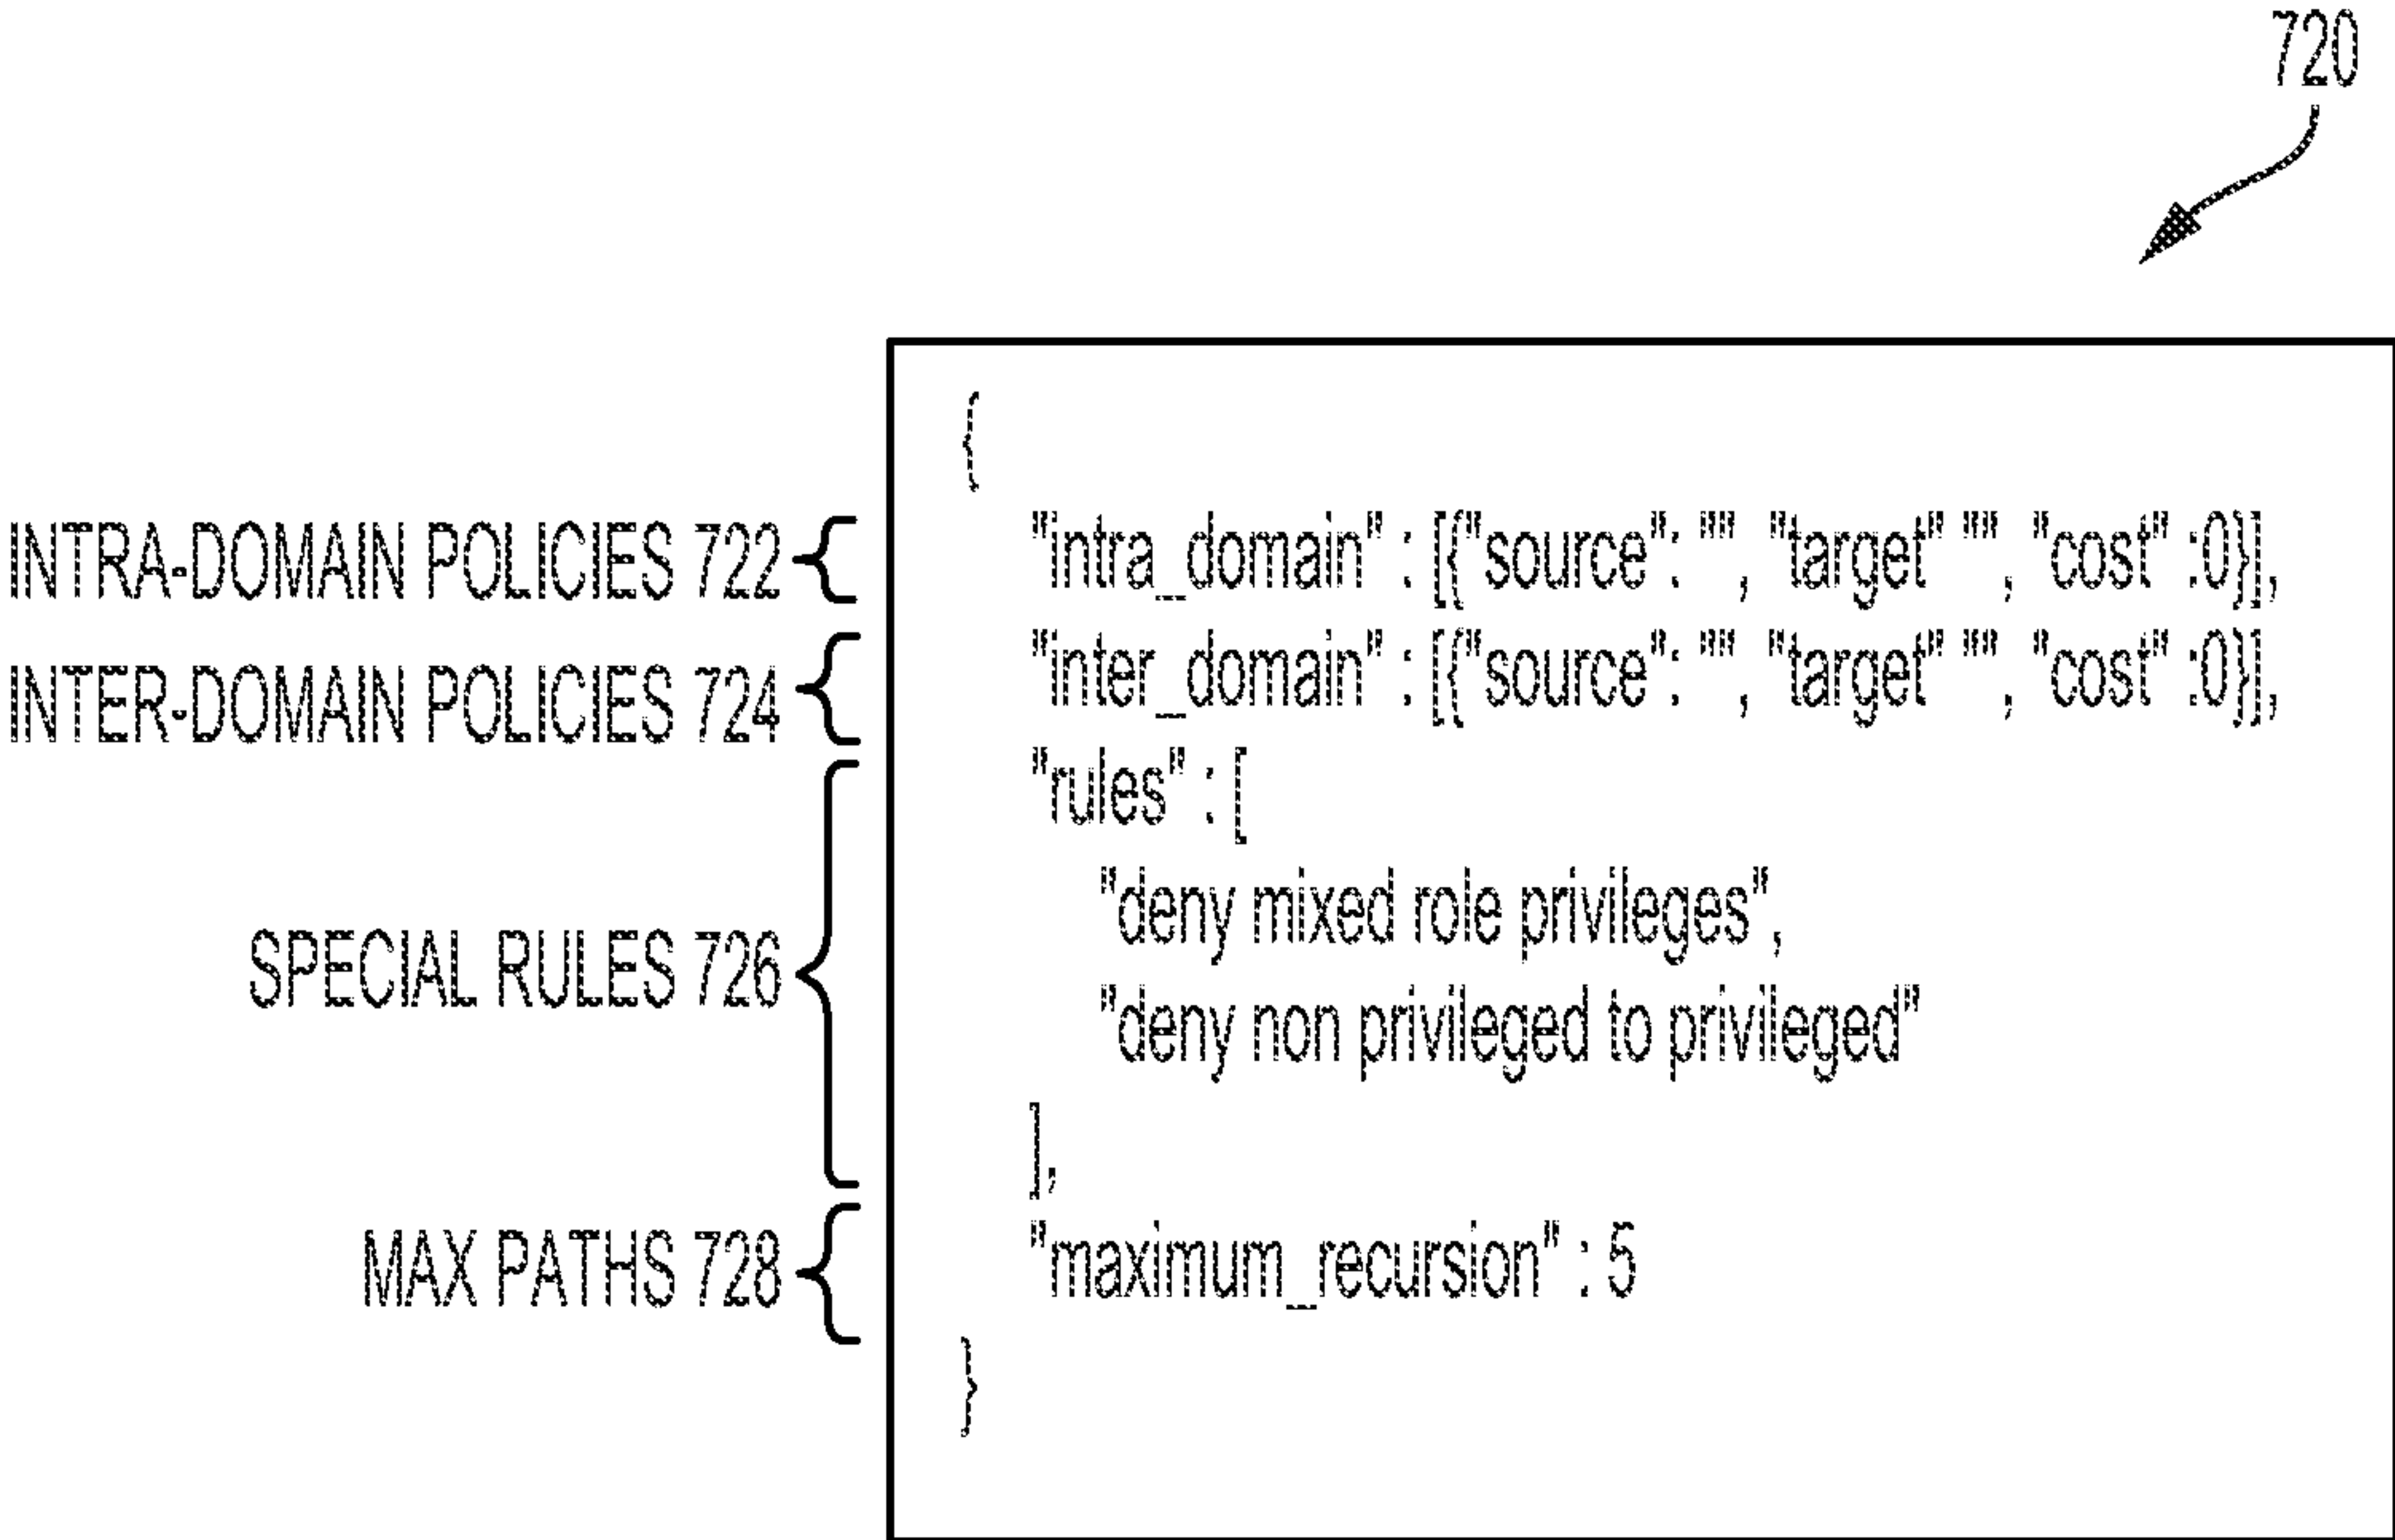 720
{
INTRA-DOMAIN POLICIES 722 "intra_domain" : [{"source": "", "target" "", "cost" :0}],
INTER-DOMAIN POLICIES 724 "inter_domain" : [{"source": "", "target" "", "cost" :0}],
"rules" : [
"deny mixed role privileges",
SPECIAL RULES 726
"deny non privileged to privileged"
],
MAX PATHS 728 "maximum_recursion" : 5
}